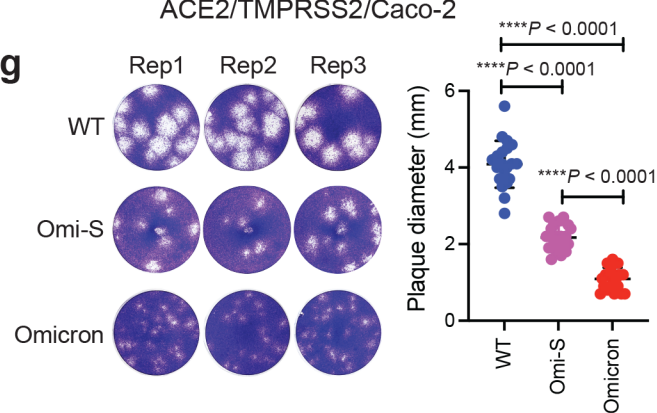 ACE2/TMPRSS2/Caco-2
g
Rep1 Rep2 Rep3
WT
Omi-S
Omicron
****P < 0.0001
****P < 0.0001
****P < 0.0001
Plaque diameter (mm)
6
4
2
0
WT
Omi-S
Omicron